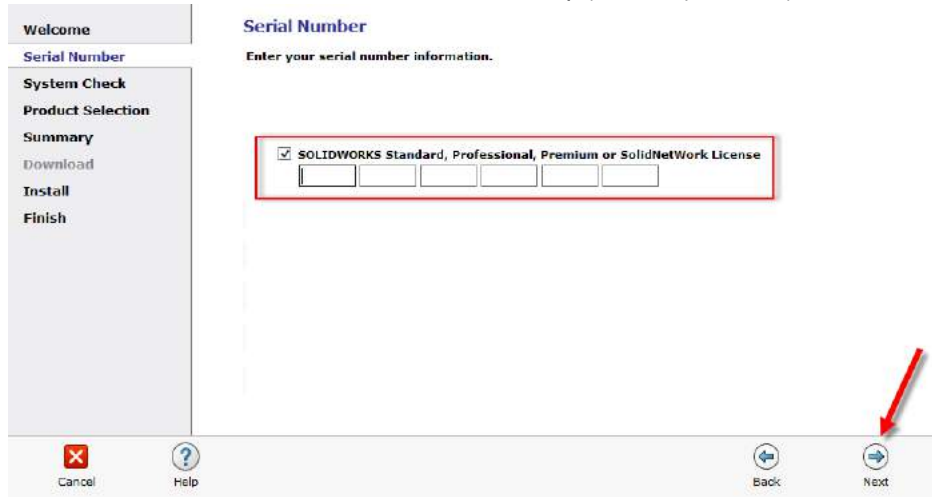 Welcome
Serial Number
System Check
Product Selection
Summary
Download
Install
Finish
Serial Number
Enter your serial number information.
SOLIDWORKS Standard, Professional, Premium or SolidNetWork License
Cancel
Help
Back
Next